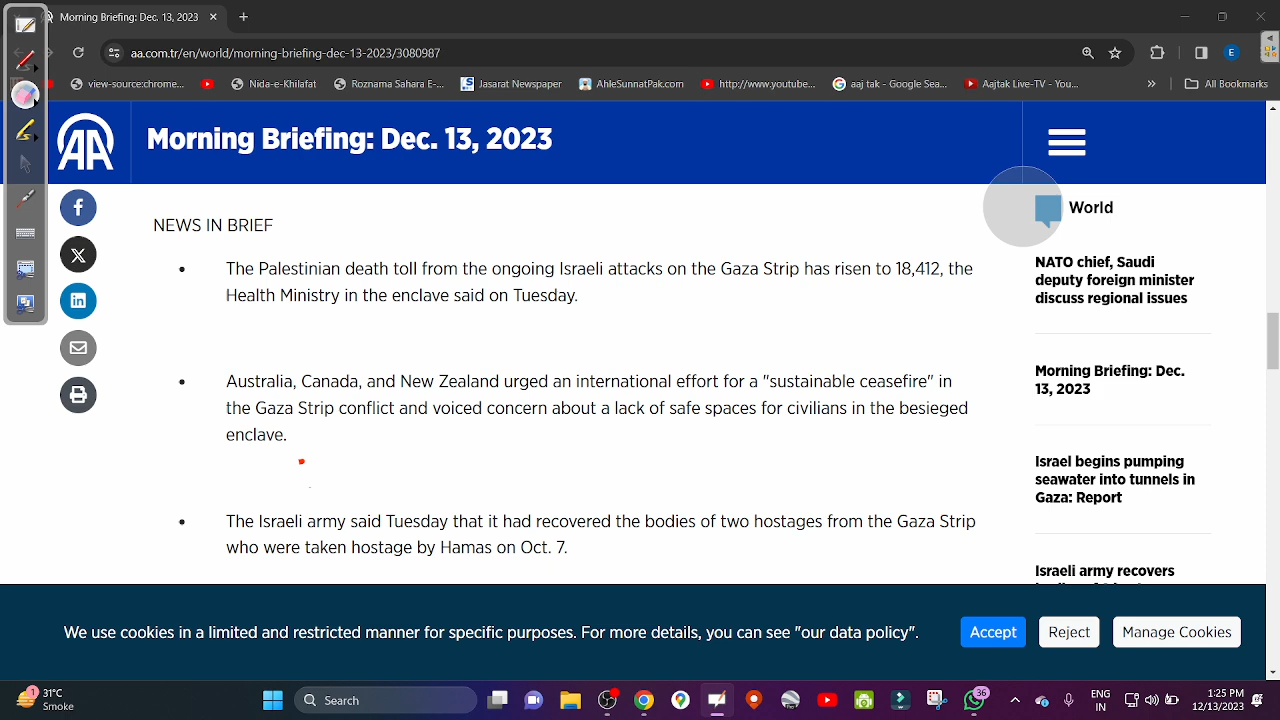 Morning Briefing: Dec. 13, 2023
aa.com.tr/en/world/morning-briefing-dec-13-2023/3080987
E
view-source:chrome...
Nida-e-Khilafat
Roznama Sahara E-...
Jasarat Newspaper
AhleSunnatPak.com
http://www.youtube...
aaj tak - Google Sea...
Aajtak Live-TV - You...
»
All Bookmarks
AA
Morning Briefing: Dec. 13, 2023
NEWS IN BRIEF
• The Palestinian death toll from the ongoing Israeli attacks on the Gaza Strip has risen to 18,412, the
Health Ministry in the enclave said on Tuesday.
• Australia, Canada, and New Zealand urged an international effort for a "sustainable ceasefire" in
the Gaza Strip conflict and voiced concern about a lack of safe spaces for civilians in the besieged
enclave.
• The Israeli army said Tuesday that it had recovered the bodies of two hostages from the Gaza Strip
who were taken hostage by Hamas on Oct. 7.
World
NATO chief, Saudi
deputy foreign minister
discuss regional issues
Morning Briefing: Dec.
13, 2023
Israel begins pumping
seawater into tunnels in
Gaza: Report
Israeli army recovers
We use cookies in a limited and restricted manner for specific purposes. For more details, you can see "our data policy".
Accept
Reject
Manage Cookies
1
31°C
Smoke
Search
36
ENG
IN
1:25 PM
12/13/2023